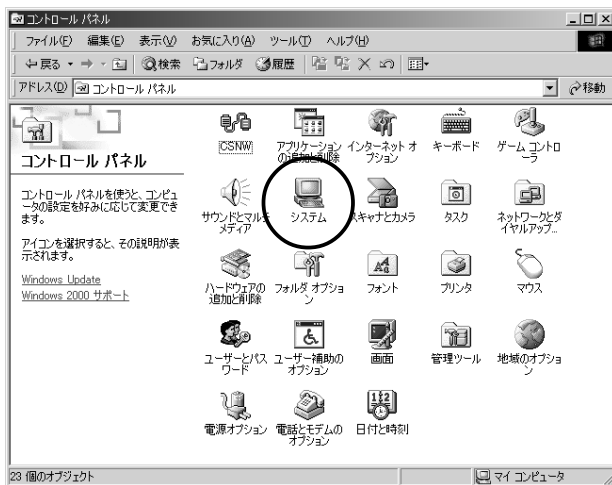 コントロール パネル
ファイル(F) 編集(E) 表示(V) お気に入り(A) ツール(T) ヘルプ(H)
戻る 検索 フォルダ 履歴
アドレス(D) コントロール パネル 移動
コントロール パネル
コントロール パネルを使うと、コンピュ
ータの設定を好みに応じて変更でき
ます。
アイコンを選択すると、その説明が表
示されます。
Windows Update
Windows 2000 サポート
CSNW
アプリケーション
の追加と削除
インターネット オ
プション
キーボード
ゲーム コントロ
ーラ
サウンドとマルチ
メディア
システム
スキャナとカメラ
タスク
ネットワークとダ
イヤルアップ...
ハードウェアの
追加と削除
フォルダ オプショ
ン
フォント
プリンタ
マウス
ユーザーとパス
ワード
ユーザー補助の
オプション
画面
管理ツール
地域のオプショ
ン
電源オプション
電話とモデムの
オプション
日付と時刻
23 個のオブジェクト
マイ コンピュータ